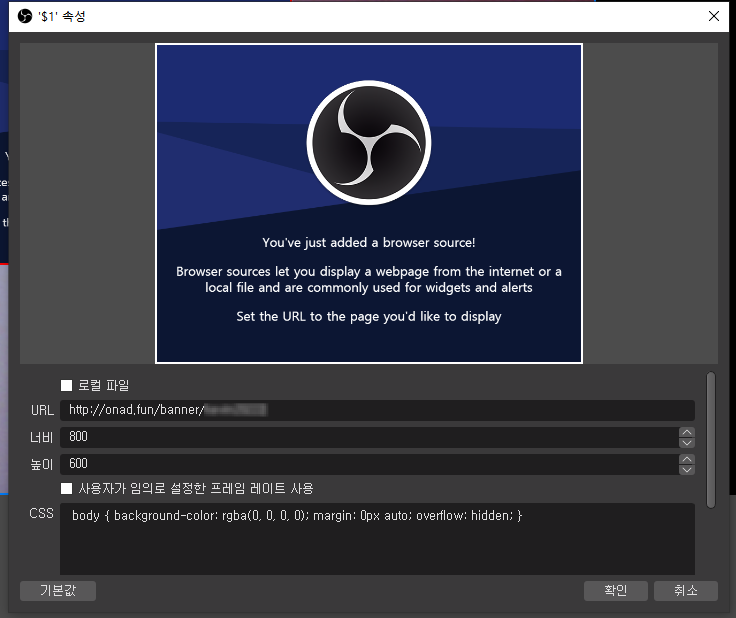 '$1' 속성
You've just added a browser source!
Browser sources let you display a webpage from the internet or a
local file and are commonly used for widgets and alerts
Set the URL to the page you'd like to display
로컬 파일
URL http://onad.fun/banner/
너비 800
높이 600
사용자가 임의로 설정한 프레임 레이트 사용
CSS body { background-color: rgba(0, 0, 0, 0); margin: 0px auto; overflow: hidden; }
기본값 확인 취소